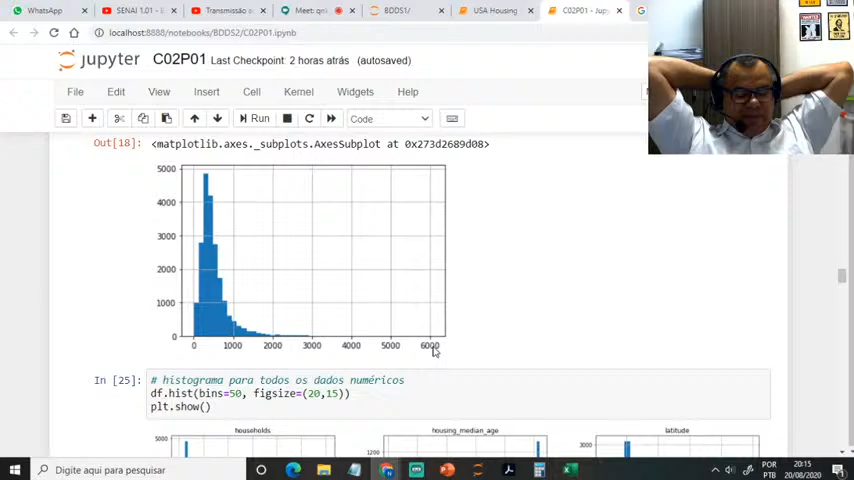 WhatsApp
SENAI 1.01 -
Transmissão
Meet: 
BDDS1/
USA Housing
C02P01 - Jupy
localhost:8888/notebooks/BDDS2/C02P01.ipynb
jupyter C02P01 Last Checkpoint: 2 horas atrás (autosaved)
File Edit View Insert Cell Kernel Widgets Help
Run Code
Out[18]: <matplotlib.axes._subplots.AxesSubplot at 0x273d2689d08>
5000
4000
3000
2000
1000
0
0 1000 2000 3000 4000 5000 6000
In [25]: # histograma para todos os dados numéricos
df.hist(bins=50, figsize=(20,15))
plt.show()
households housing_median_age latitude
5000 1200 3000
Digite aqui para pesquisar
POR
PTB
20:15
20/08/2020